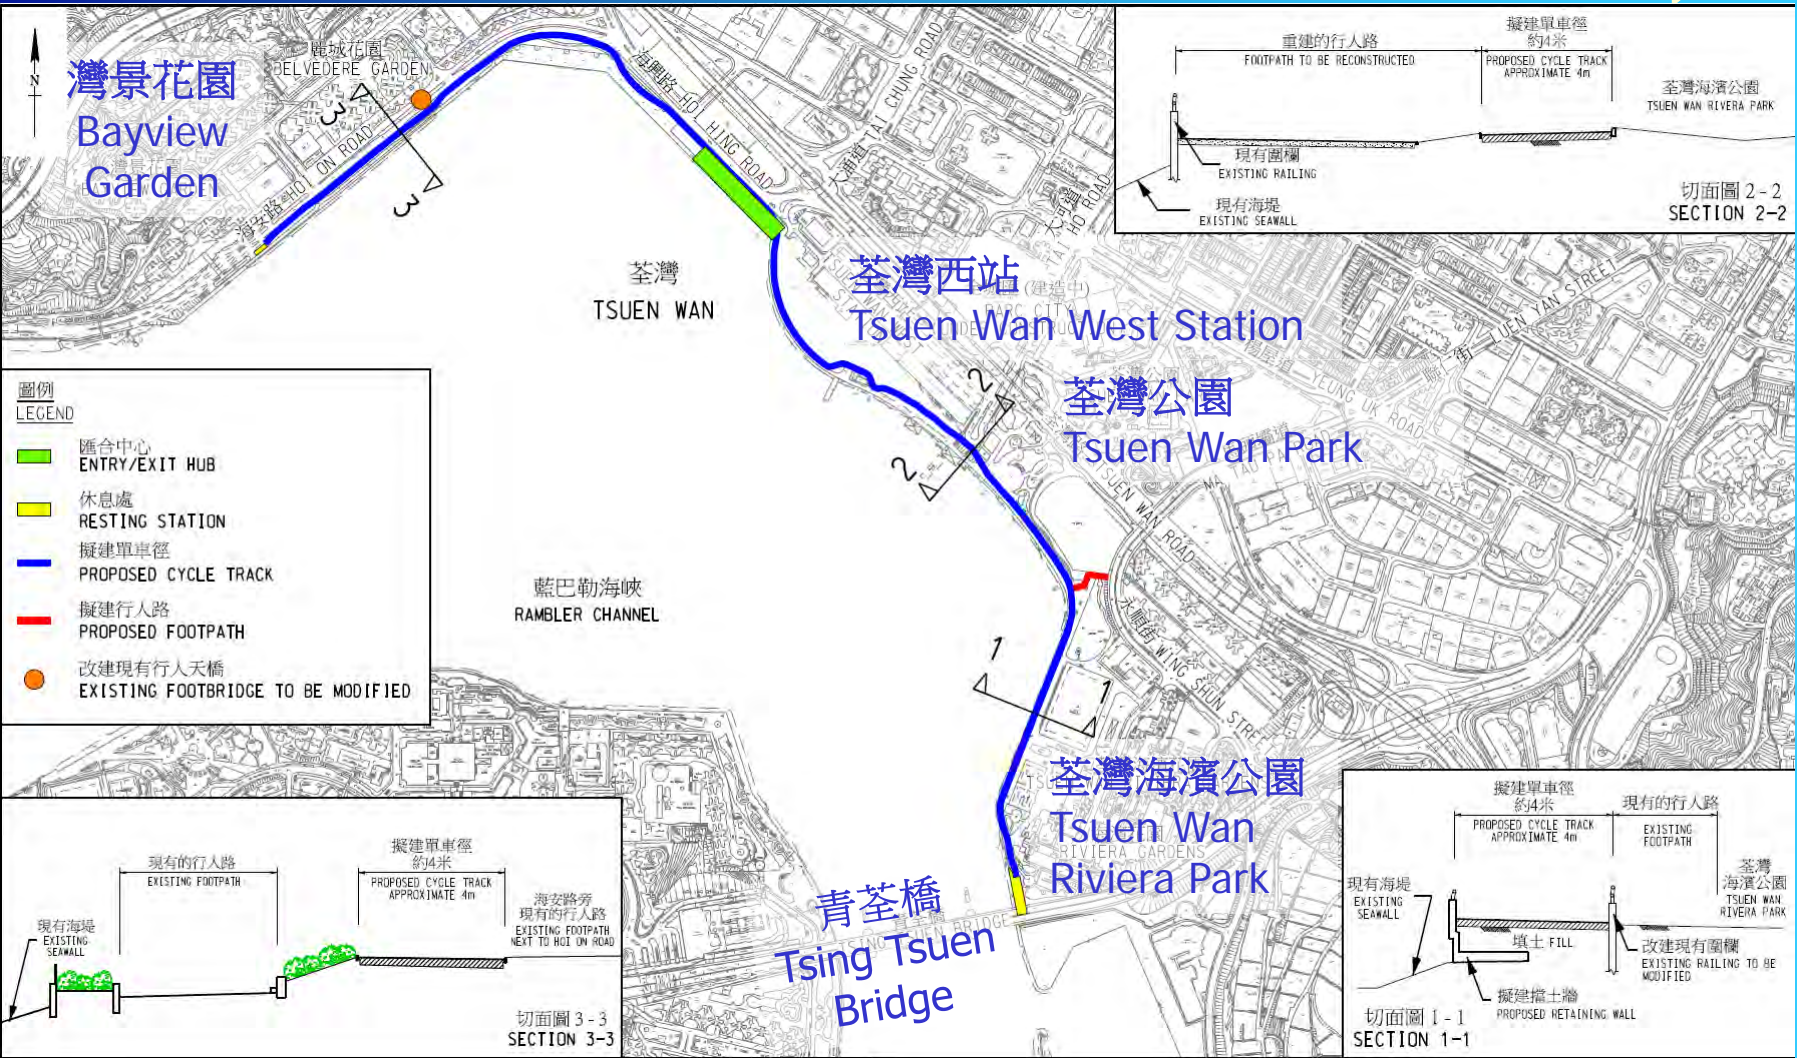 N
灣景花園
Bayview
Garden
麗城花園
BELVEDERE GARDEN
海安路 HOI ON ROAD
海興路 HOI HING ROAD
大涌道 TAI CHUNG ROAD
大河道 TAI HO ROAD
3
3
荃灣
TSUEN WAN
荃灣西站
Tsuen Wan West Station
(建造中)
PARC CITY
荃灣公園
Tsuen Wan Park
2
2
YEUNG UK ROAD
街 LUEN YAN STREET
TSUEN WAN ROAD
永順街 WING SHUN STREET
藍巴勒海峽
RAMBLER CHANNEL
1
1
荃灣海濱公園
Tsuen Wan
Riviera Park
RIVIERA GARDENS
青荃橋
Tsing Tsuen
Bridge
TSING TSUEN BRIDGE
圖例
LEGEND
匯合中心
ENTRY/EXIT HUB
休息處
RESTING STATION
擬建單車徑
PROPOSED CYCLE TRACK
擬建行人路
PROPOSED FOOTPATH
改建現有行人天橋
EXISTING FOOTBRIDGE TO BE MODIFIED
重建的行人路
FOOTPATH TO BE RECONSTRUCTED
擬建單車徑
約4米
PROPOSED CYCLE TRACK
APPROXIMATE 4m
荃灣海濱公園
TSUEN WAN RIVERA PARK
現有圍欄
EXISTING RAILING
現有海堤
EXISTING SEAWALL
切面圖 2-2
SECTION 2-2
現有的行人路
EXISTING FOOTPATH
擬建單車徑
約4米
PROPOSED CYCLE TRACK
APPROXIMATE 4m
現有海堤
EXISTING
SEAWALL
海安路旁
現有的行人路
EXISTING FOOTPATH
NEXT TO HOI ON ROAD
切面圖 3-3
SECTION 3-3
擬建單車徑
約4米
PROPOSED CYCLE TRACK
APPROXIMATE 4m
現有的行人路
EXISTING
FOOTPATH
荃灣
海濱公園
TSUEN WAN
RIVERA PARK
現有海堤
EXISTING
SEAWALL
填土 FILL
改建現有圍欄
EXISTING RAILING TO BE
MODIFIED
擬建擋土牆
PROPOSED RETAINING WALL
切面圖 1-1
SECTION 1-1